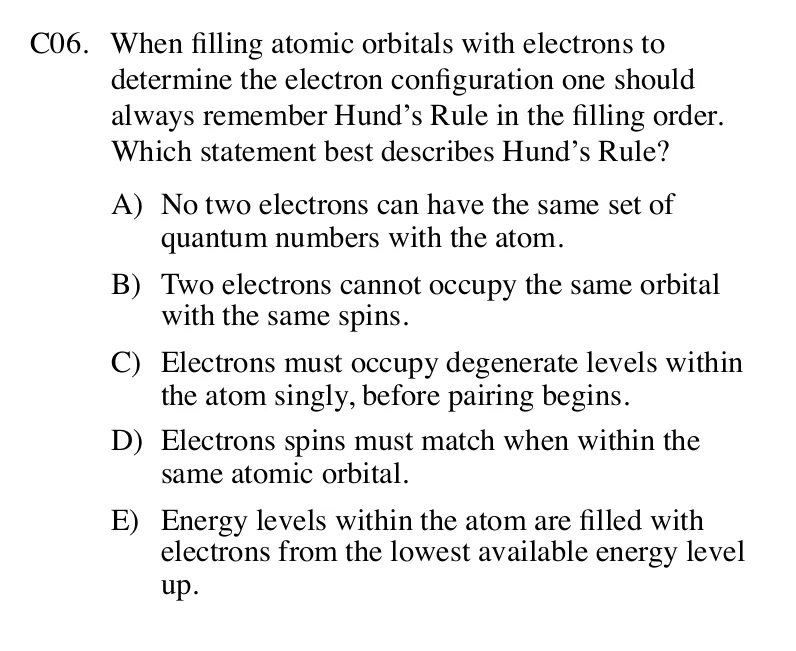 C06. When filling atomic orbitals with electrons to
determine the electron configuration one should
always remember Hund’s Rule in the filling order.
Which statement best describes Hund’s Rule?
A) No two electrons can have the same set of
quantum numbers with the atom.
B) Two electrons cannot occupy the same orbital
with the same spins.
C) Electrons must occupy degenerate levels within
the atom singly, before pairing begins.
D) Electrons spins must match when within the
same atomic orbital.
E) Energy levels within the atom are filled with
electrons from the lowest available energy level
up.